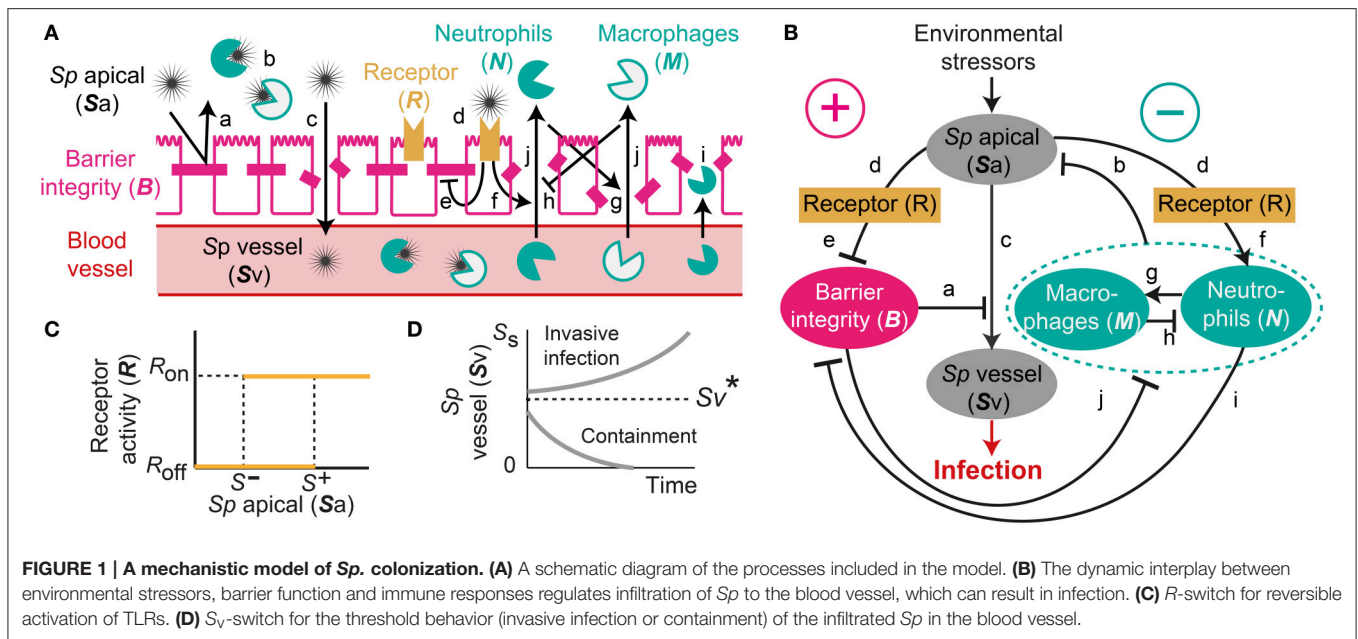 A
Neutrophils
(N)
Macrophages
(M)
Sp apical
(Sa)
b
a
c
Receptor
(R)
d
j
j
i
Barrier
integrity (B)
e
f
h
g
Blood
vessel
Sp vessel
(Sv)
B
Environmental
stressors
+
−
Sp apical
(Sa)
d
b
d
Receptor (R)
Receptor (R)
e
c
f
Barrier
integrity (B)
a
Macro-
phages (M)
g
h
Neutro-
phils (N)
Sp vessel
(Sv)
j
i
Infection
C
Receptor
activity (R)
Ron
Roff
S−
S+
Sp apical (Sa)
D
Sp
vessel (Sv)
Ss
Invasive
infection
Sv*
Containment
0
Time
FIGURE 1 | A mechanistic model of Sp. colonization. (A) A schematic diagram of the processes included in the model. (B) The dynamic interplay between
environmental stressors, barrier function and immune responses regulates infiltration of Sp to the blood vessel, which can result in infection. (C) R-switch for reversible
activation of TLRs. (D) SV-switch for the threshold behavior (invasive infection or containment) of the infiltrated Sp in the blood vessel.